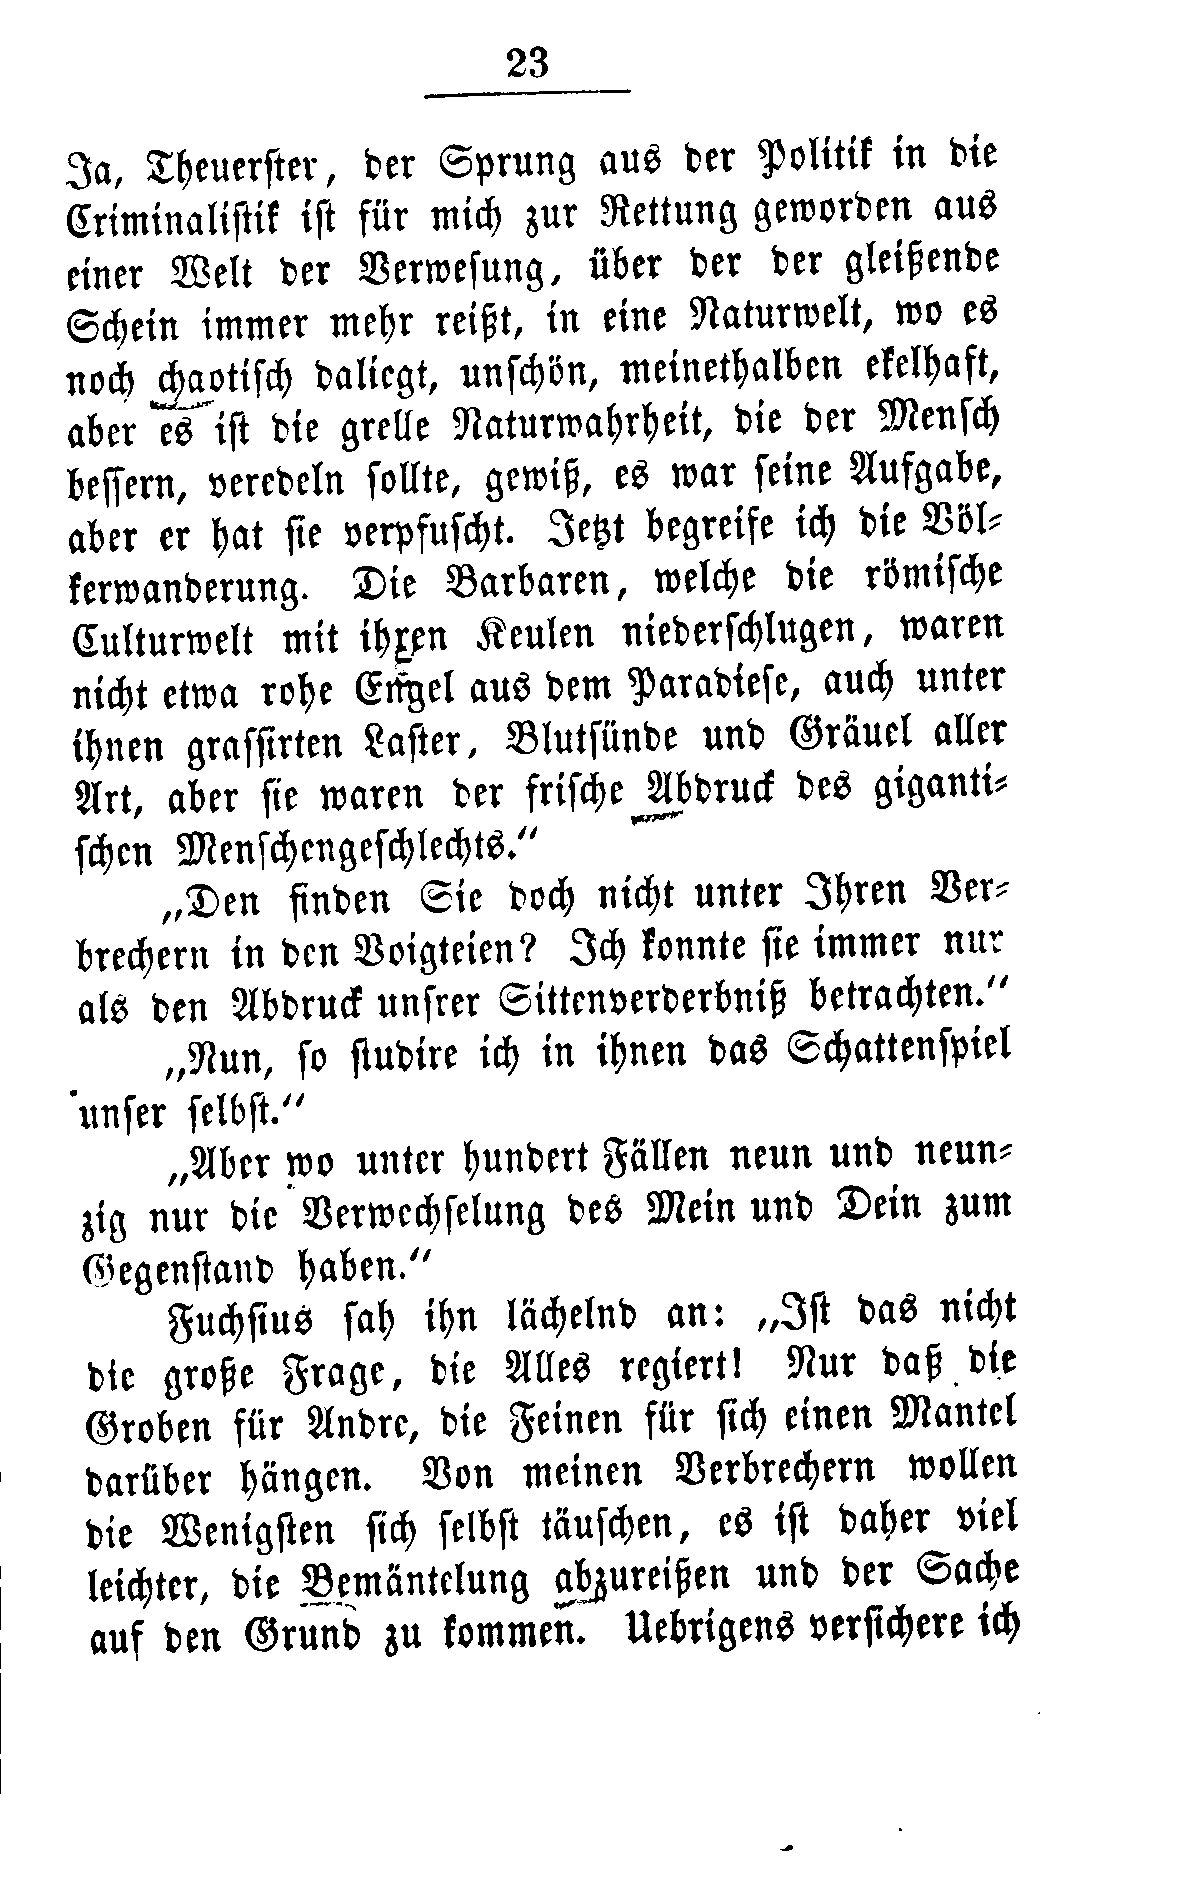 23
Ja, Theuerster, der Sprung aus der Politik in die
Criminalistik ist für mich zur Rettung geworden aus
einer Welt der Verwesung, über der der gleißende
Schein immer mehr reißt, in eine Naturwelt, wo es
noch chaotisch daliegt, unschön, meinethalben ekelhaft,
aber es ist die grelle Naturwahrheit, die der Mensch
bessern, veredeln sollte, gewiß, es war seine Aufgabe,
aber er hat sie verpfuscht. Jetzt begreife ich die Völ-
kerwanderung. Die Barbaren, welche die römische
Culturwelt mit ihren Keulen niederschlugen, waren
nicht etwa rohe Engel aus dem Paradiese, auch unter
ihnen grassirten Laster, Blutsünde und Gräuel aller
Art, aber sie waren der frische Abdruck des giganti-
schen Menschengeschlechts."
„Den finden Sie doch nicht unter Ihren Ver-
brechern in den Voigteien? Ich konnte sie immer nur
als den Abdruck unsrer Sittenverderbniß betrachten."
„Nun, so studire ich in ihnen das Schattenspiel
unser selbst."
„Aber wo unter hundert Fällen neun und neun-
zig nur die Verwechselung des Mein und Dein zum
Gegenstand haben."
Fuchsius sah ihn lächelnd an: „Ist das nicht
die große Frage, die Alles regiert! Nur daß die
Groben für Andre, die Feinen für sich einen Mantel
darüber hängen. Von meinen Verbrechern wollen
die Wenigsten sich selbst täuschen, es ist daher viel
leichter, die Bemäntelung abzureißen und der Sache
auf den Grund zu kommen. Uebrigens versichere ich